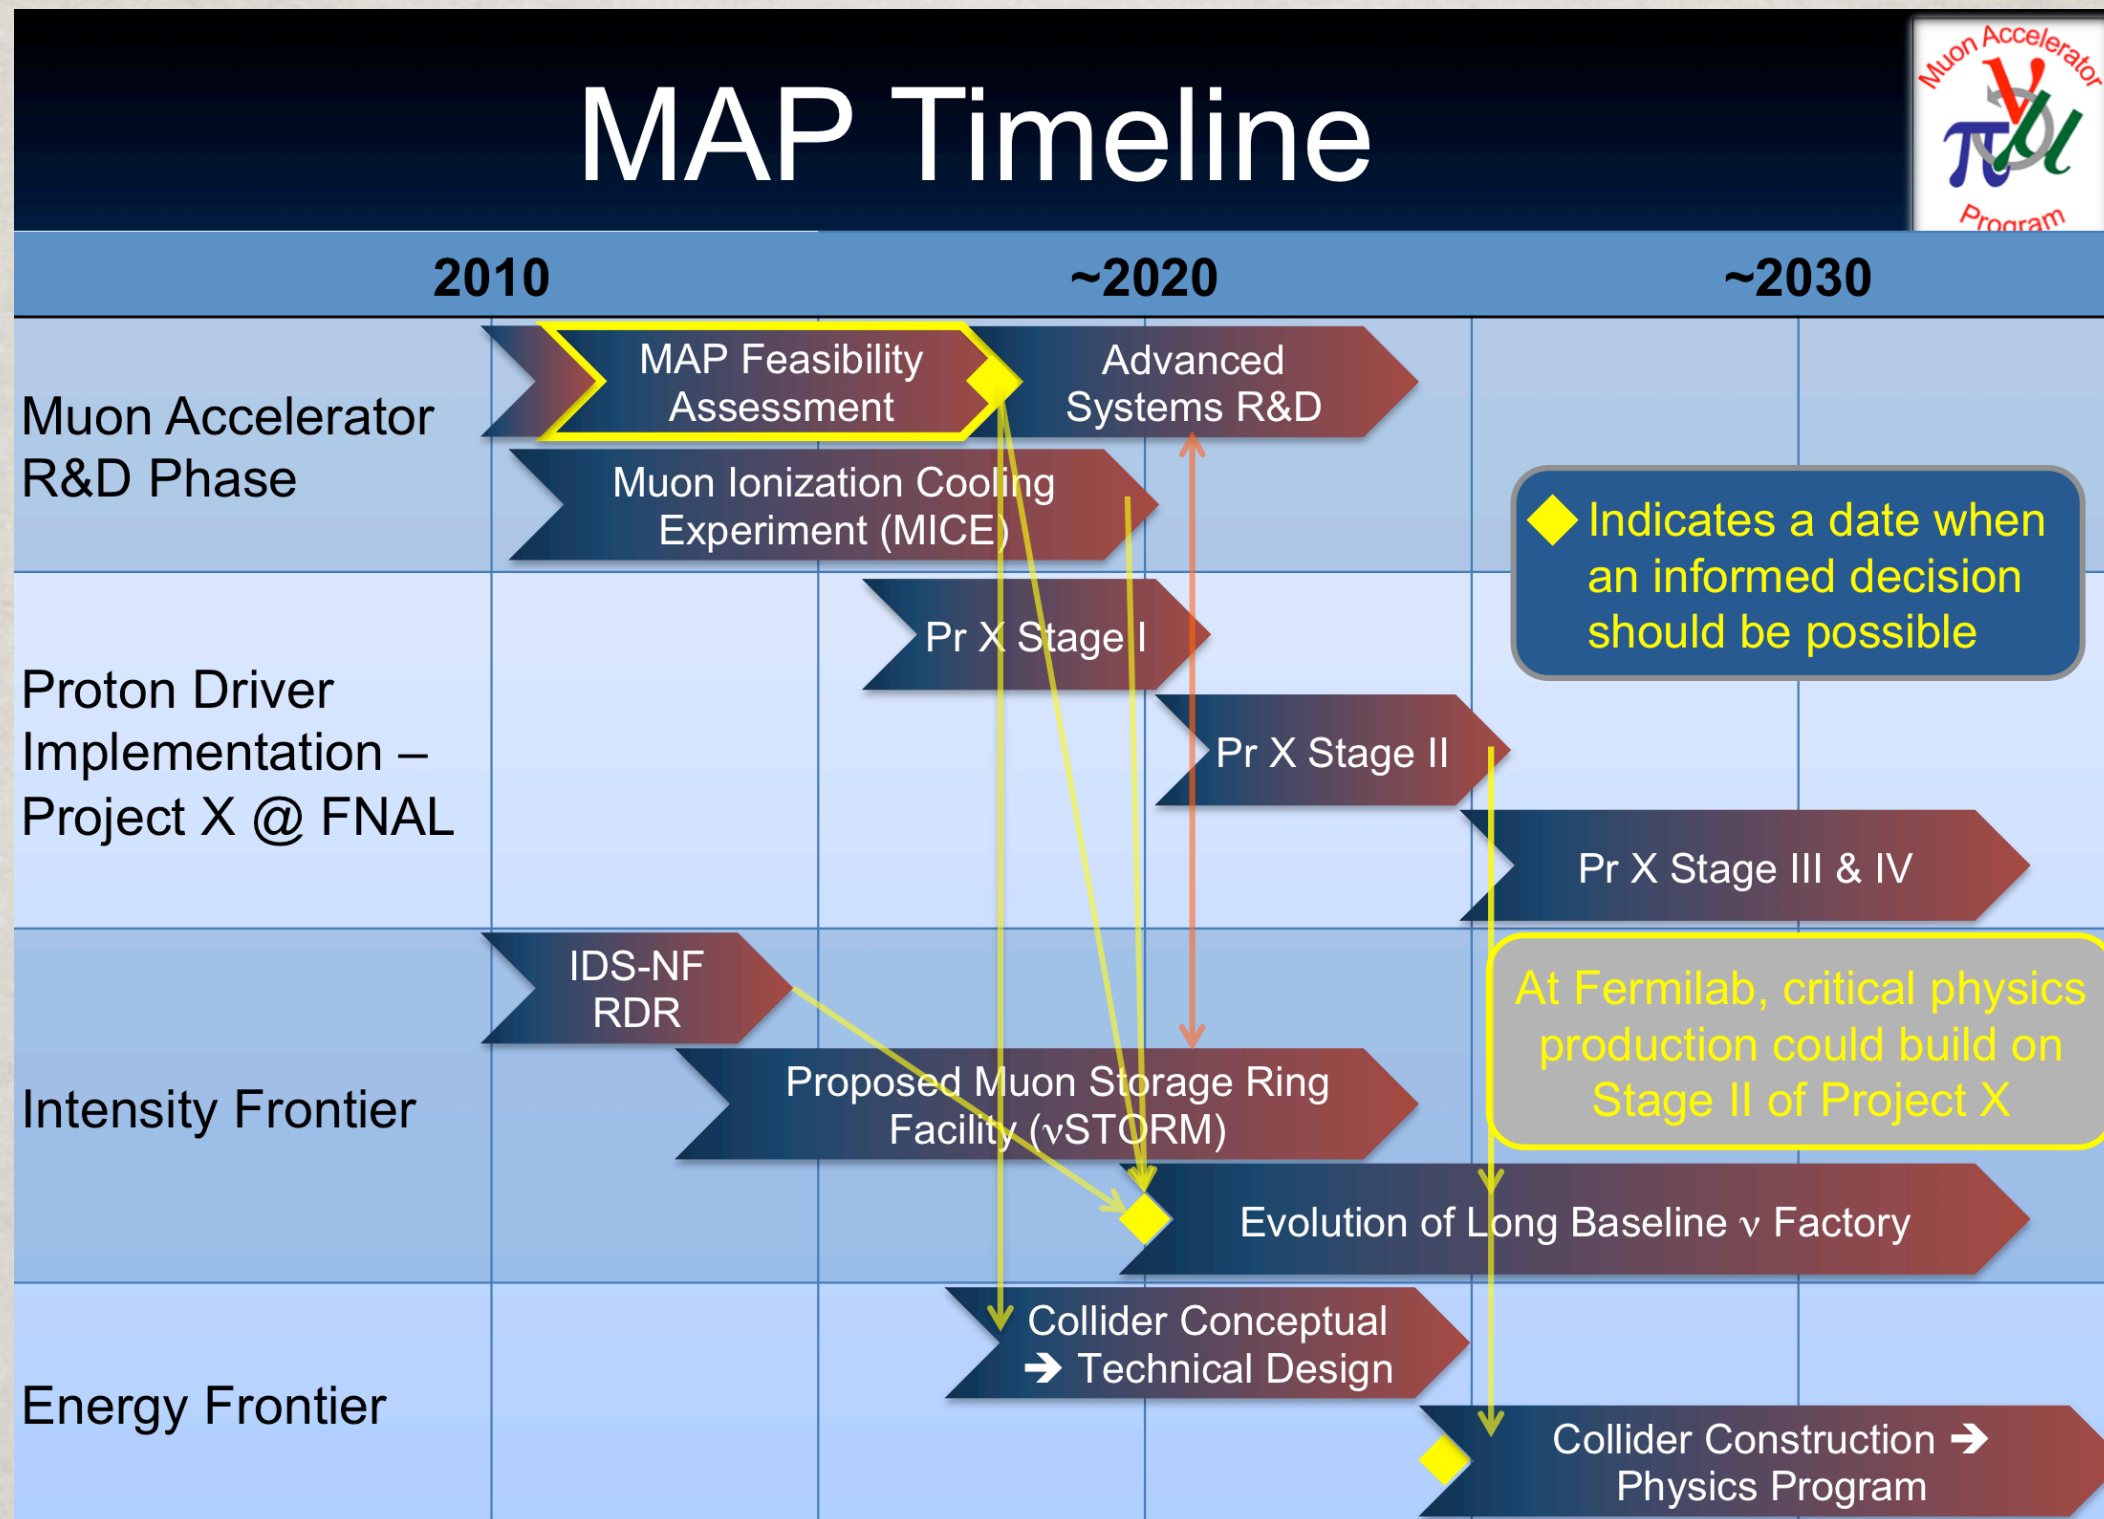 MAP Timeline
Muon Accelerator
νπμ
Program
2010
~2020
~2030
Muon Accelerator
R&D Phase
MAP Feasibility
Assessment
Advanced
Systems R&D
Muon Ionization Cooling
Experiment (MICE)
Indicates a date when
an informed decision
should be possible
Proton Driver
Implementation –
Project X @ FNAL
Pr X Stage I
Pr X Stage II
Pr X Stage III & IV
Intensity Frontier
IDS-NF
RDR
Proposed Muon Storage Ring
Facility (νSTORM)
At Fermilab, critical physics
production could build on
Stage II of Project X
Evolution of Long Baseline ν Factory
Energy Frontier
Collider Conceptual
➔ Technical Design
Collider Construction ➔
Physics Program